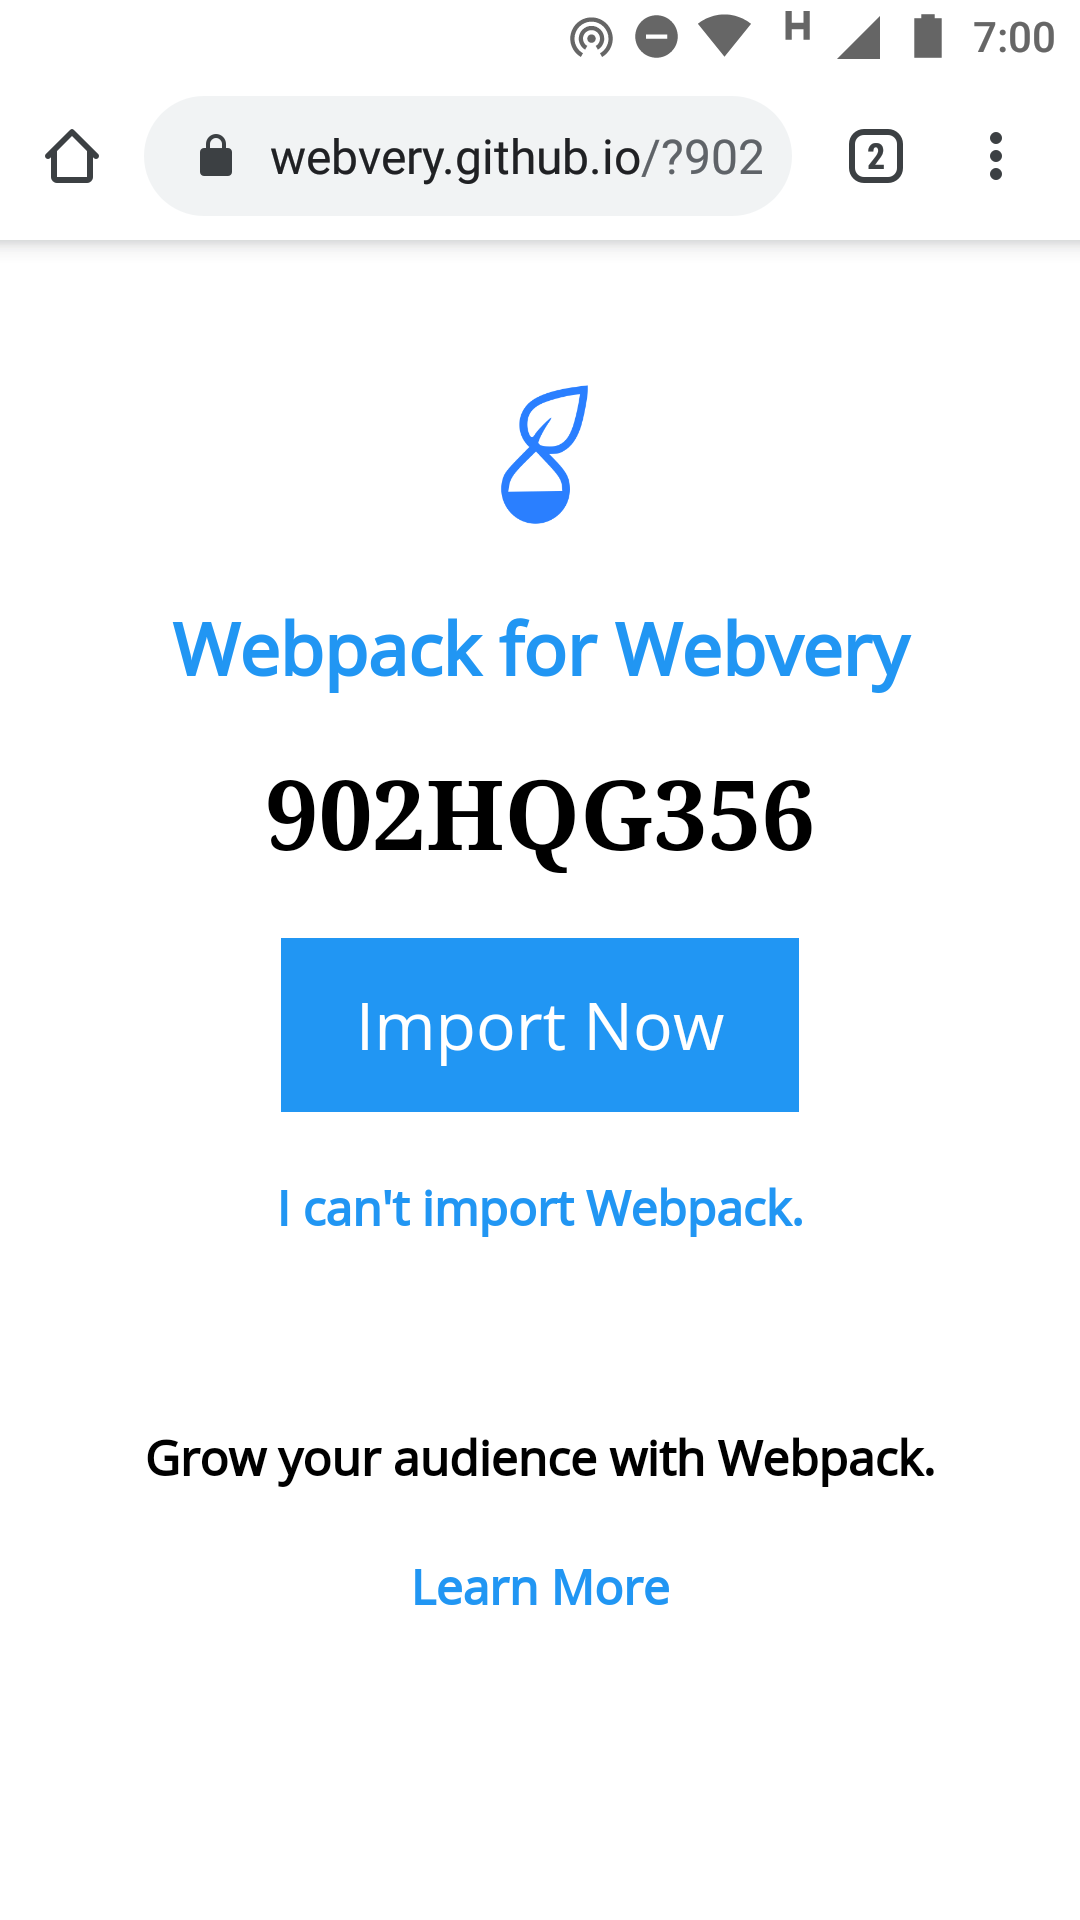 H 7:00
webvery.github.io/?902 2
Webpack for Webvery
902HQG356
Import Now
I can't import Webpack.
Grow your audience with Webpack.
Learn More